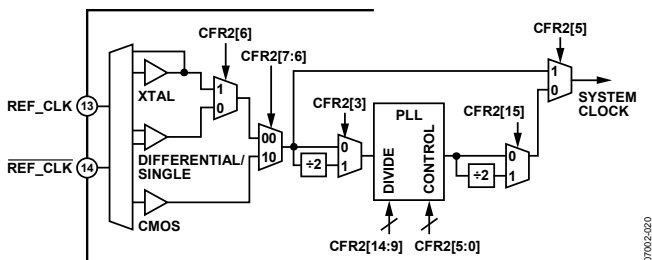 CFR2[5]
CFR2[6]
CFR2[7:6]
1
0
SYSTEM
CLOCK
XTAL
1
0
REF_CLK 13
CFR2[3]
PLL
CFR2[15]
00
10
0
1
÷2
DIVIDE
CONTROL
0
1
÷2
REF_CLK 14
DIFFERENTIAL/
SINGLE
CMOS
CFR2[14:9]
CFR2[5:0]
07002-020